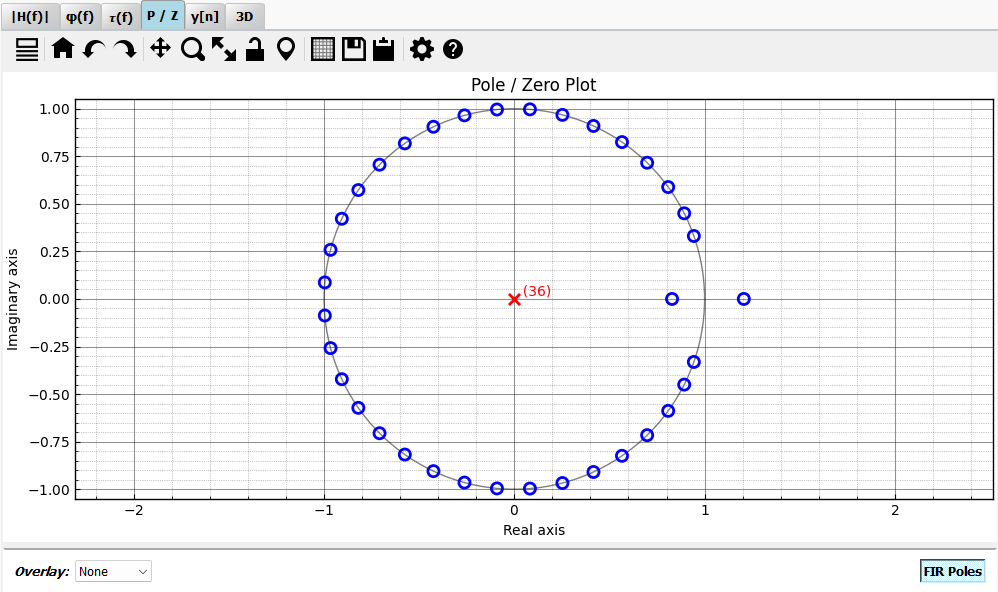 |H(f)| φ(f) τ(f) P / Z y[n] 3D
Pole / Zero Plot
1.00
0.75
0.50
0.25
0.00
−0.25
−0.50
−0.75
−1.00
Imaginary axis
(36)
−2 −1 0 1 2
Real axis
Overlay: None FIR Poles